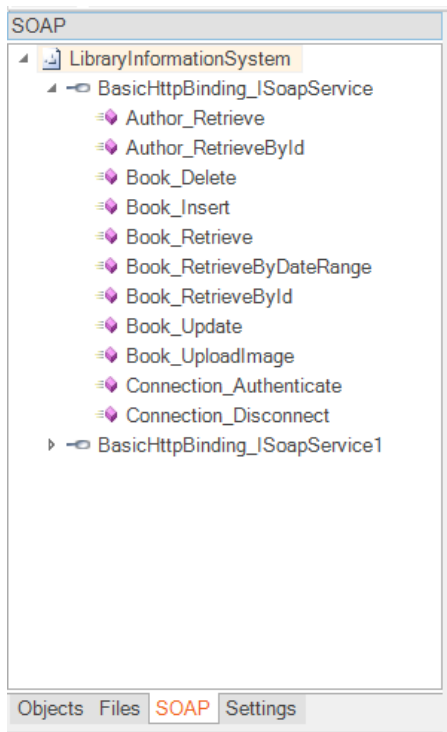 SOAP
LibraryInformationSystem
BasicHttpBinding_ISoapService
Author_Retrieve
Author_RetrieveById
Book_Delete
Book_Insert
Book_Retrieve
Book_RetrieveByDateRange
Book_RetrieveById
Book_Update
Book_UploadImage
Connection_Authenticate
Connection_Disconnect
BasicHttpBinding_ISoapService1
Objects Files SOAP Settings